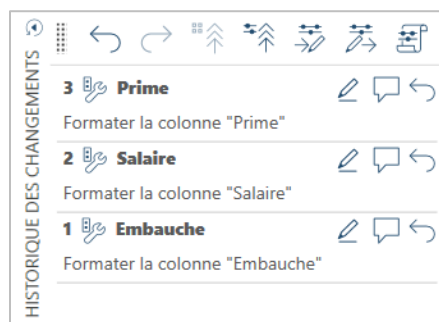 HISTORIQUE DES CHANGEMENTS
3 Prime
Formater la colonne "Prime"
2 Salaire
Formater la colonne "Salaire"
1 Embauche
Formater la colonne "Embauche"